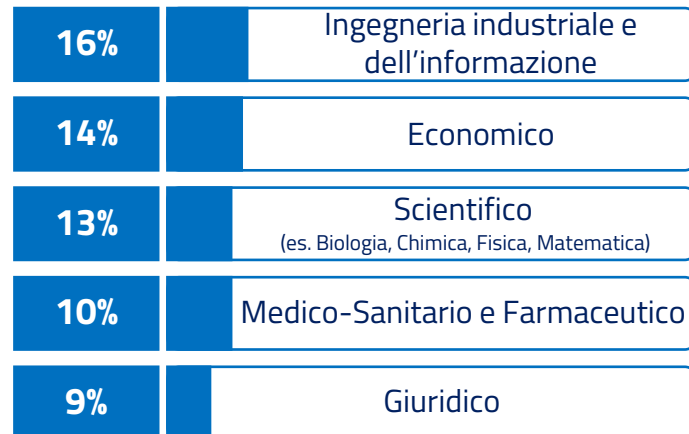 16%
Ingegneria industriale e
dell’informazione
14%
Economico
13%
Scientifico
(es. Biologia, Chimica, Fisica, Matematica)
10%
Medico-Sanitario e Farmaceutico
9%
Giuridico